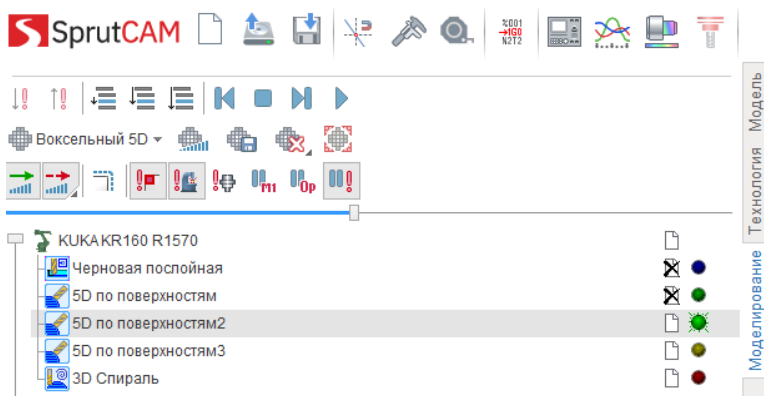 SprutCAM
%001
1G0
N2T2
Модель
Воксельный 5D
M1
Op
Технология
KUKA KR160 R1570
Черновая послойная
5D по поверхностям
Моделирование
5D по поверхностям2
5D по поверхностям3
3D Спираль